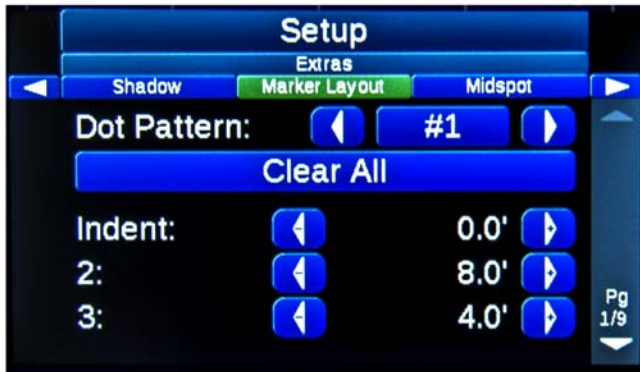 Setup
Extras
Shadow Marker Layout Midspot
Dot Pattern: #1
Clear All
Indent: - 0.0' +
2: - 8.0' +
3: - 4.0' +
Pg
1/9